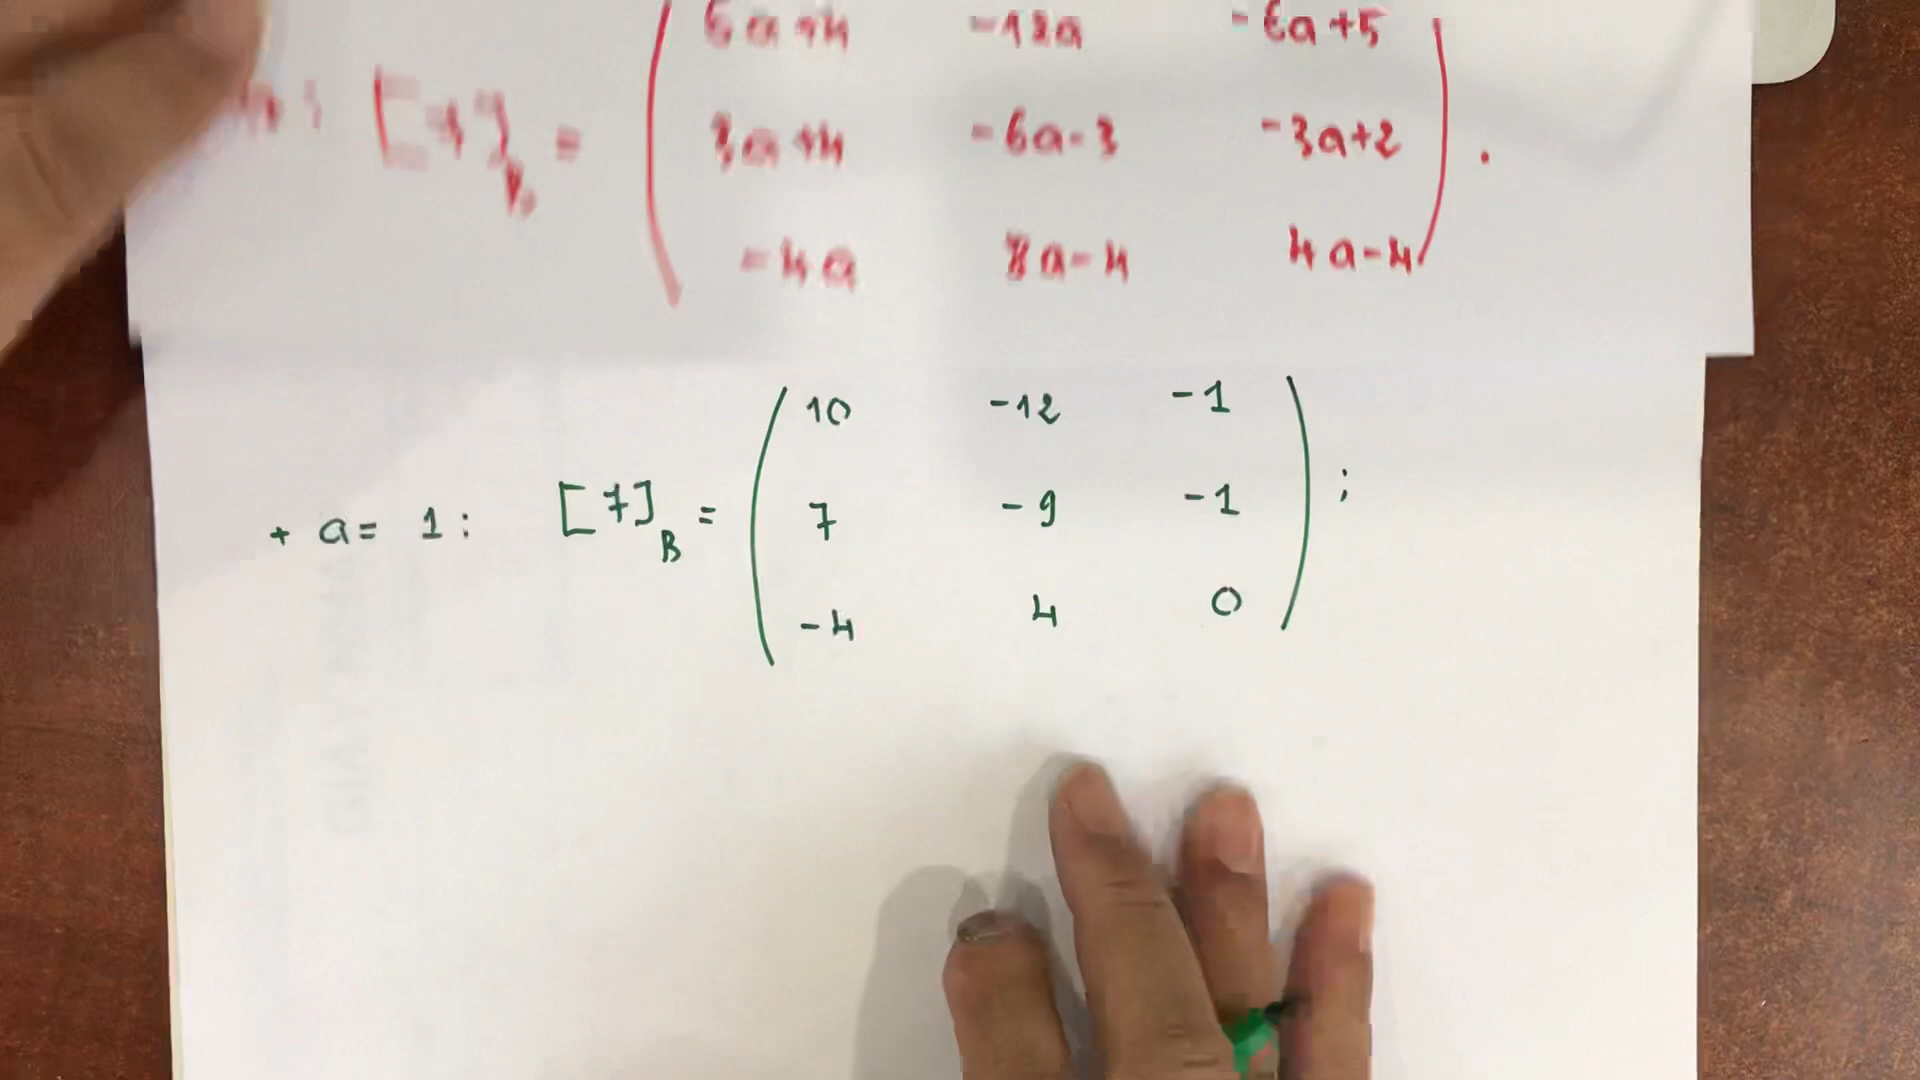 6a+4 -12a -6a+5
[f]B = 3a+4 -6a-3 -3a+2 .
-4a 8a-4 4a-4
10 -12 -1
+ a= 1: [f]B = 7 -9 -1 ;
-4 4 0